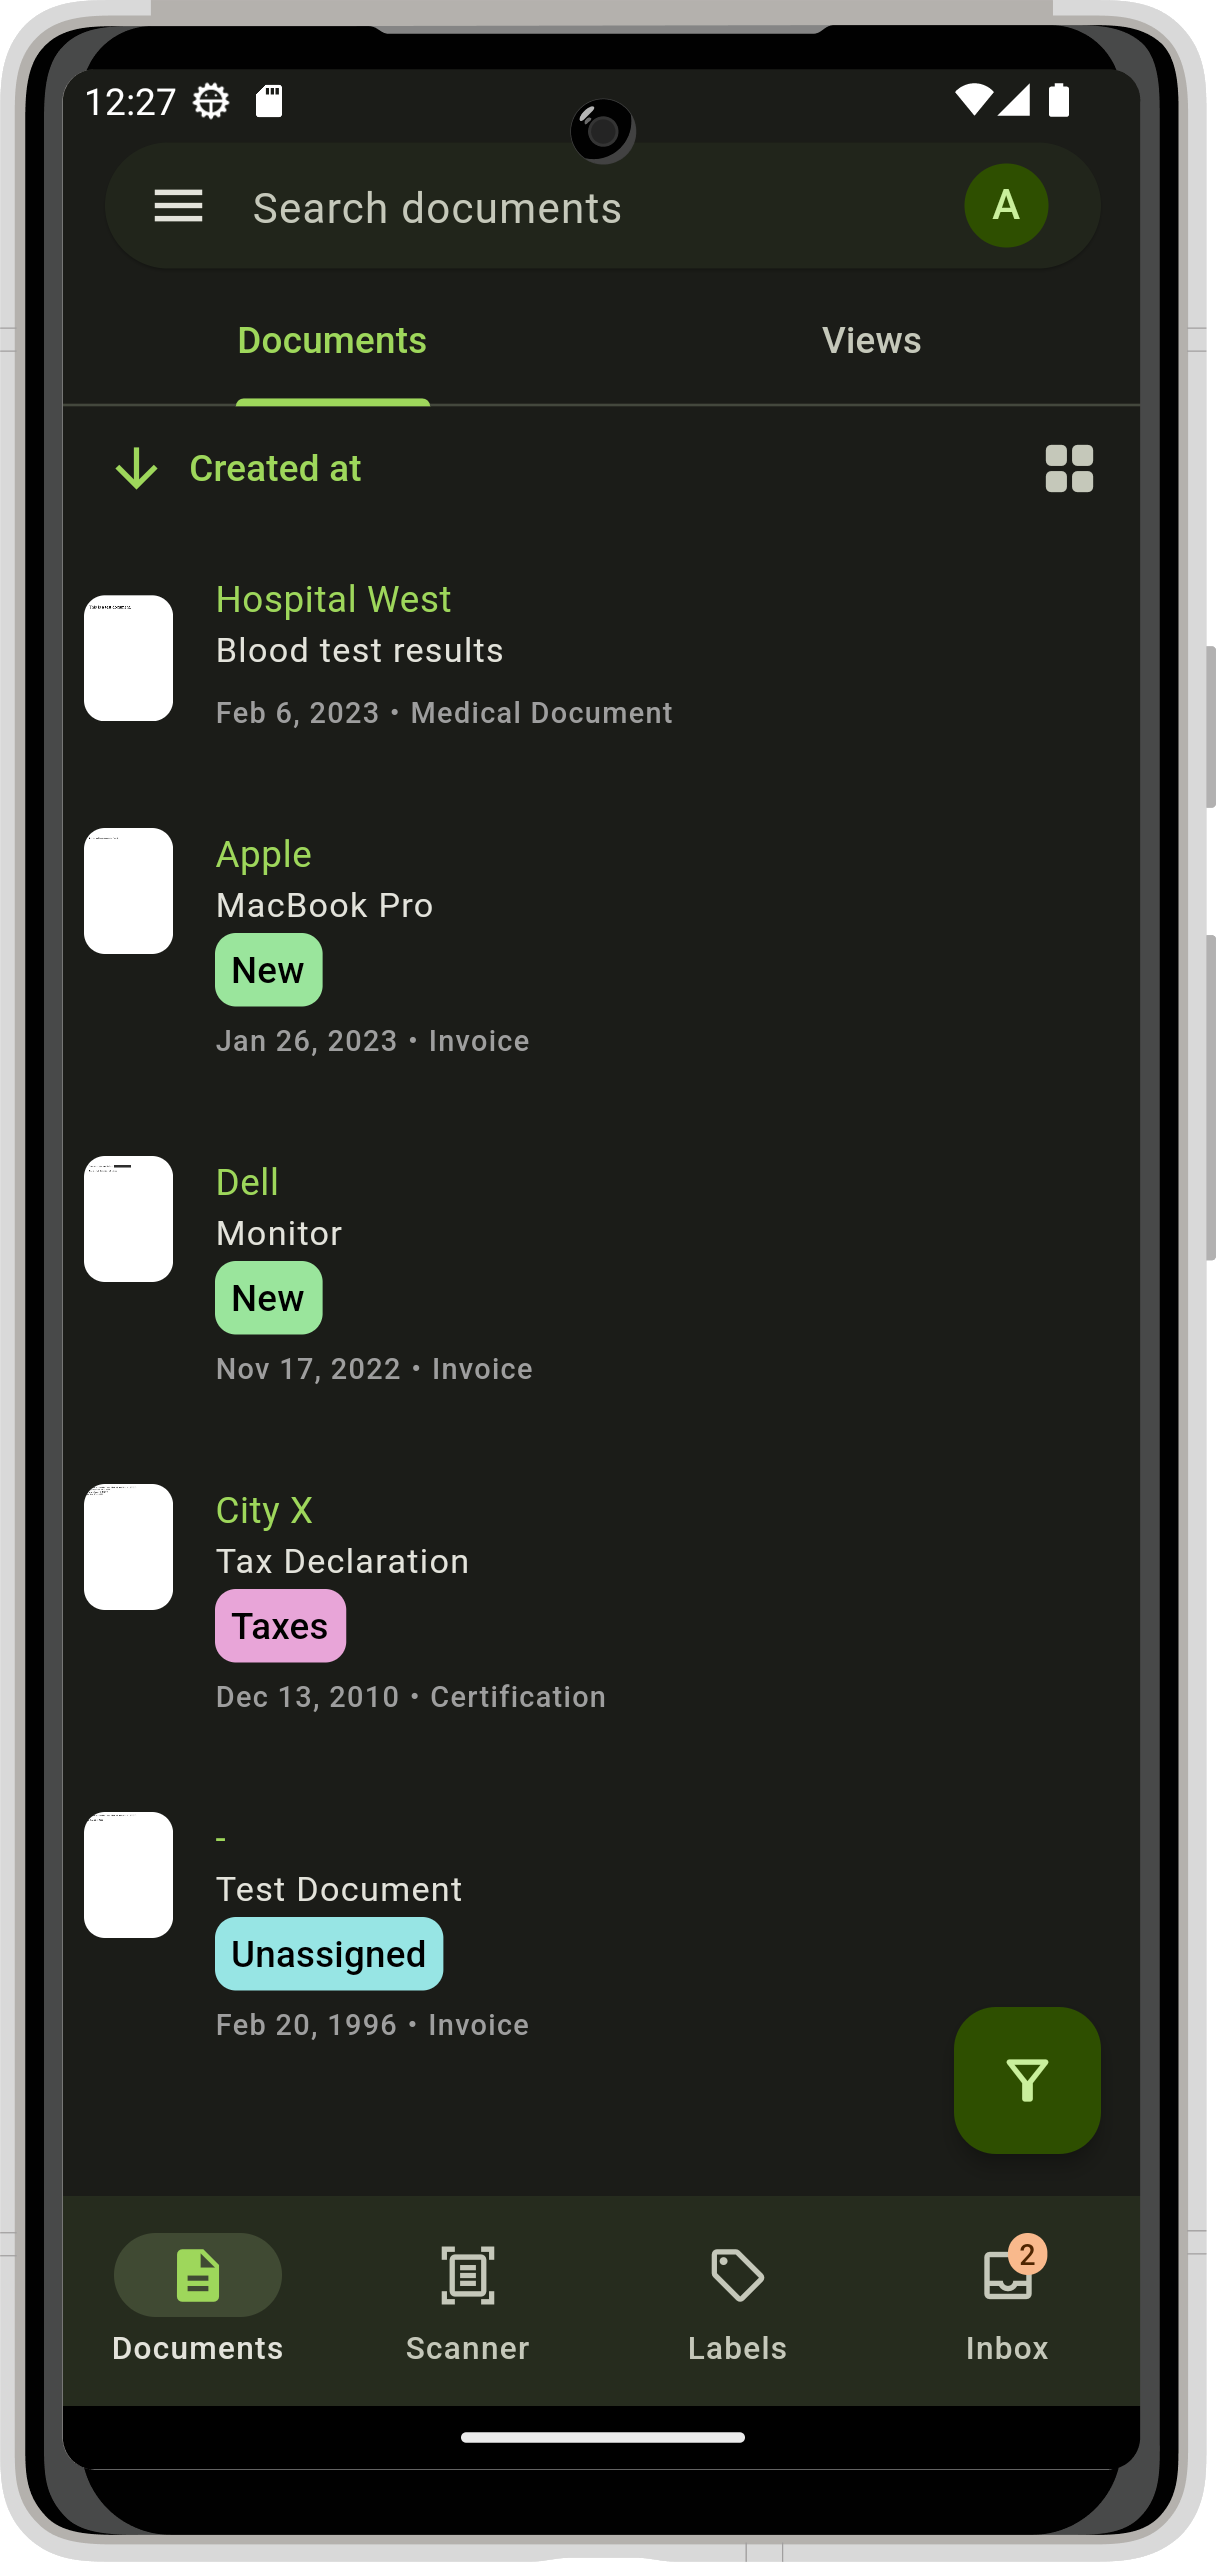 12:27
Search documents
A
Documents
Views
Created at
Hospital West
Blood test results
Feb 6, 2023 • Medical Document
Apple
MacBook Pro
New
Jan 26, 2023 • Invoice
Dell
Monitor
New
Nov 17, 2022 • Invoice
City X
Tax Declaration
Taxes
Dec 13, 2010 • Certification
-
Test Document
Unassigned
Feb 20, 1996 • Invoice
2
Documents
Scanner
Labels
Inbox